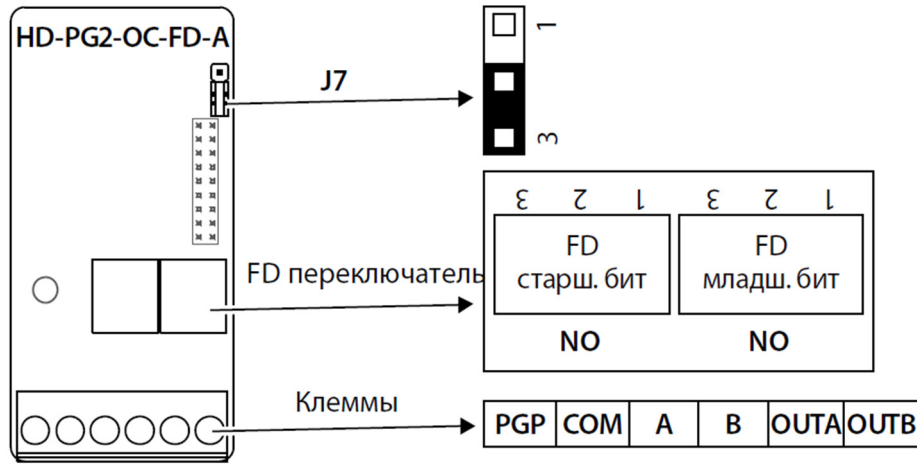 HD-PG2-OC-FD-A
J7
1
3
3 2 1 3 2 1
FD переключатель
FD
старш. бит
FD
младш. бит
NO NO
Клеммы
PGP COM A B OUTA OUTB